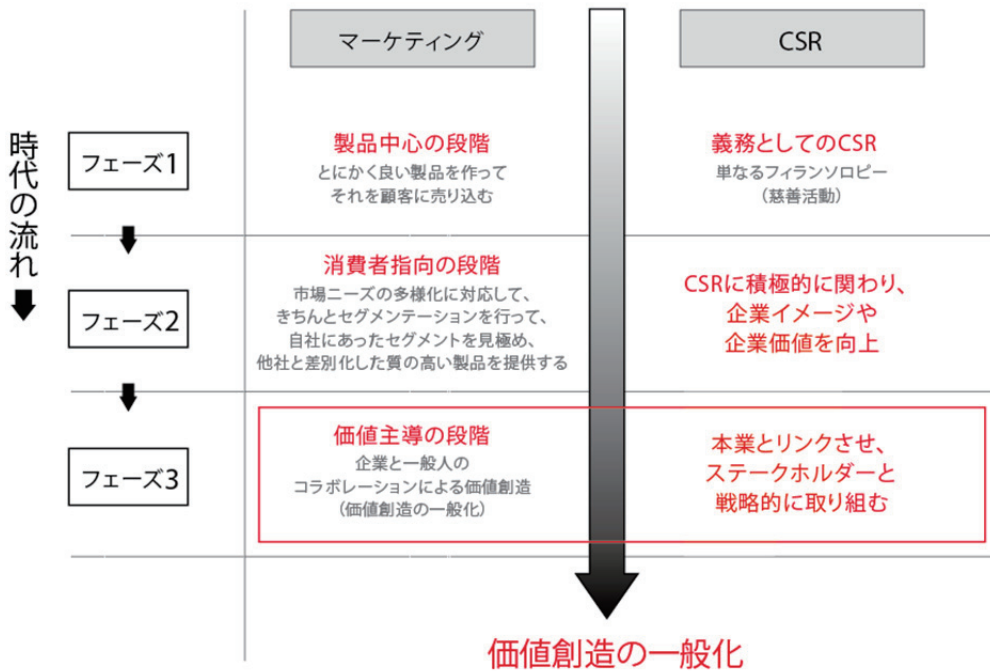 マーケティング
CSR
時代の流れ
フェーズ1
製品中心の段階
とにかく良い製品を作って
それを顧客に売り込む
義務としてのCSR
単なるフィランソロピー
（慈善活動）
フェーズ2
消費者指向の段階
市場ニーズの多様化に対応して、
きちんとセグメンテーションを行って、
自社にあったセグメントを見極め、
他社と差別化した質の高い製品を提供する
CSRに積極的に関わり、
企業イメージや
企業価値を向上
フェーズ3
価値主導の段階
企業と一般人の
コラボレーションによる価値創造
（価値創造の一般化）
本業とリンクさせ、
ステークホルダーと
戦略的に取り組む
価値創造の一般化